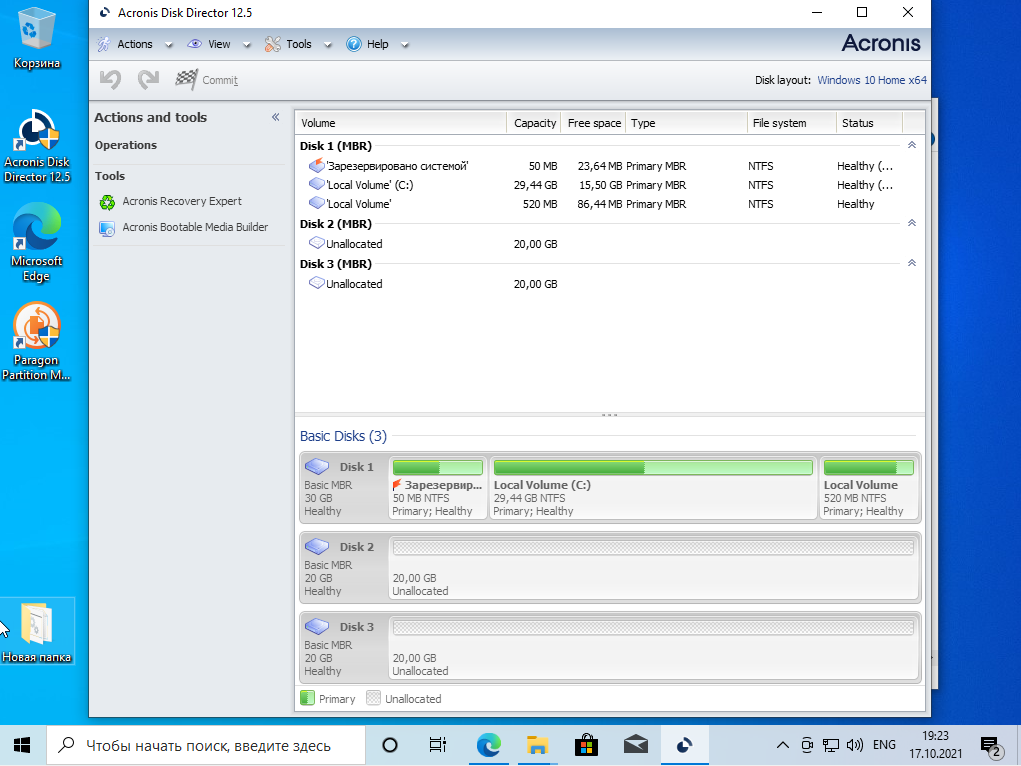 Корзина
Acronis Disk
Director 12.5
Microsoft
Edge
Paragon
Partition M...
Новая папка
Acronis Disk Director 12.5
Actions View Tools Help
Acronis
Commit
Disk layout: Windows 10 Home x64
Actions and tools «
Operations
Tools
Acronis Recovery Expert
Acronis Bootable Media Builder
Volume Capacity Free space Type File system Status
Disk 1 (MBR)
'Зарезервировано системой' 50 MB 23,64 MB Primary MBR NTFS Healthy (...
'Local Volume' (C:) 29,44 GB 15,50 GB Primary MBR NTFS Healthy (...
'Local Volume' 520 MB 86,44 MB Primary MBR NTFS Healthy
Disk 2 (MBR)
Unallocated 20,00 GB
Disk 3 (MBR)
Unallocated 20,00 GB
Basic Disks (3)
Disk 1
Basic MBR
30 GB
Healthy
Зарезервир...
50 MB NTFS
Primary; Healthy
Local Volume (C:)
29,44 GB NTFS
Primary; Healthy
Local Volume
520 MB NTFS
Primary; Healthy
Disk 2
Basic MBR
20 GB
Healthy
20,00 GB
Unallocated
Disk 3
Basic MBR
20 GB
Healthy
20,00 GB
Unallocated
Primary Unallocated
Чтобы начать поиск, введите здесь
ENG
19:23
17.10.2021
2